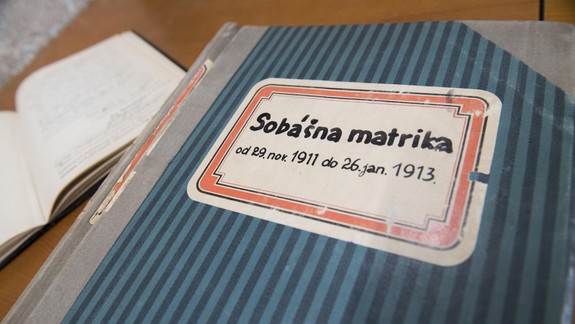 Sobášna matrika
od 29. nov. 1911 do 26. jan. 1913.